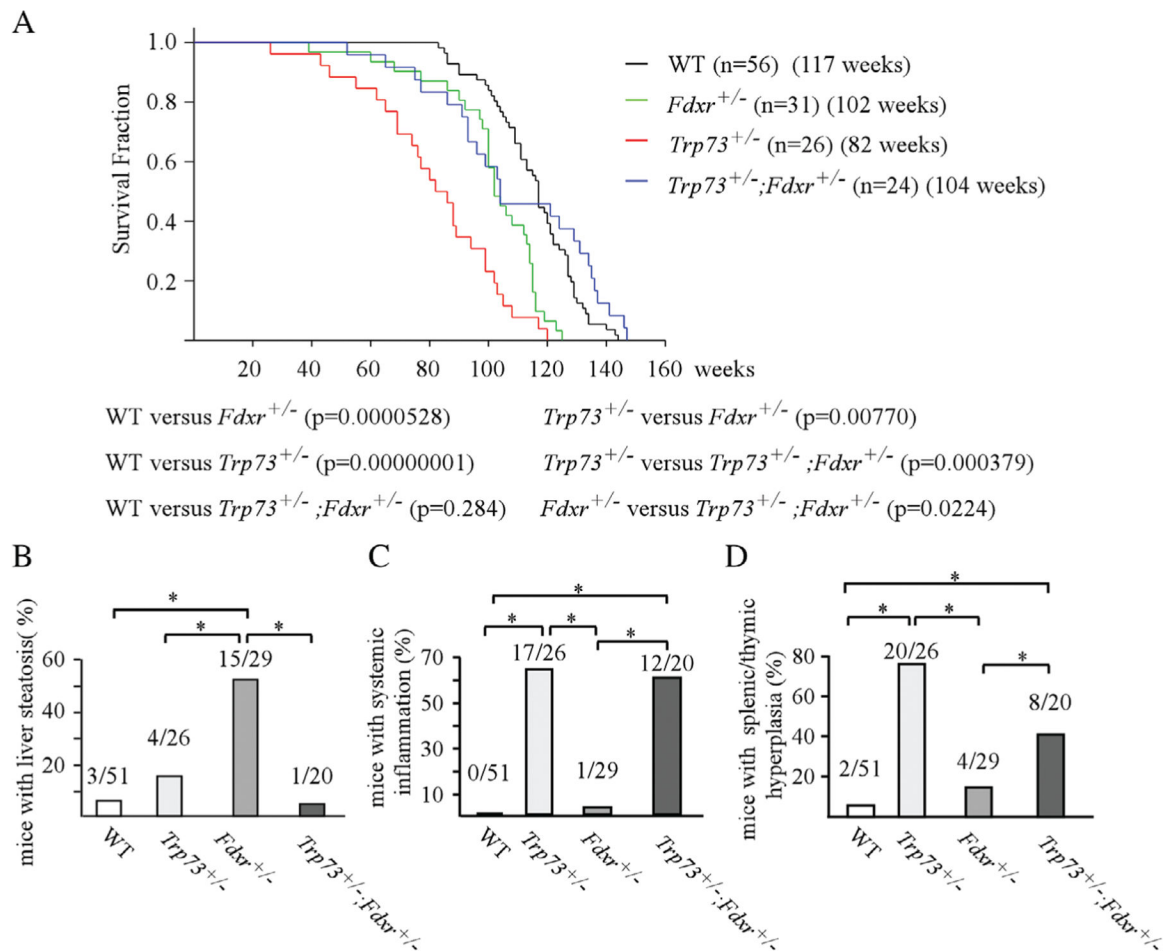 A
1.0
0.8
0.6
0.4
0.2
Survival Fraction
20 40 60 80 100 120 140 160 weeks
WT (n=56) (117 weeks)
Fdxr+/- (n=31) (102 weeks)
Trp73+/- (n=26) (82 weeks)
Trp73+/-;Fdxr+/- (n=24) (104 weeks)
WT versus Fdxr+/- (p=0.0000528)
Trp73+/- versus Fdxr+/- (p=0.00770)
WT versus Trp73+/- (p=0.00000001)
Trp73+/- versus Trp73+/- ;Fdxr+/- (p=0.000379)
WT versus Trp73+/- ;Fdxr+/- (p=0.284)
Fdxr+/- versus Trp73+/- ;Fdxr+/- (p=0.0224)
B
mice with liver steatosis( %)
60
40
20
*
* *
3/51
4/26
15/29
1/20
WT
Trp73+/-
Fdxr+/-
Trp73+/-;Fdxr+/-
C
mice with systemic
inflammation (%)
70
50
30
10
*
* * *
0/51
17/26
1/29
12/20
WT
Trp73+/-
Fdxr+/-
Trp73+/-;Fdxr+/-
D
mice with splenic/thymic
hyperplasia (%)
80
60
40
20
*
* *
*
2/51
20/26
4/29
8/20
WT
Trp73+/-
Fdxr+/-
Trp73+/-;Fdxr+/-